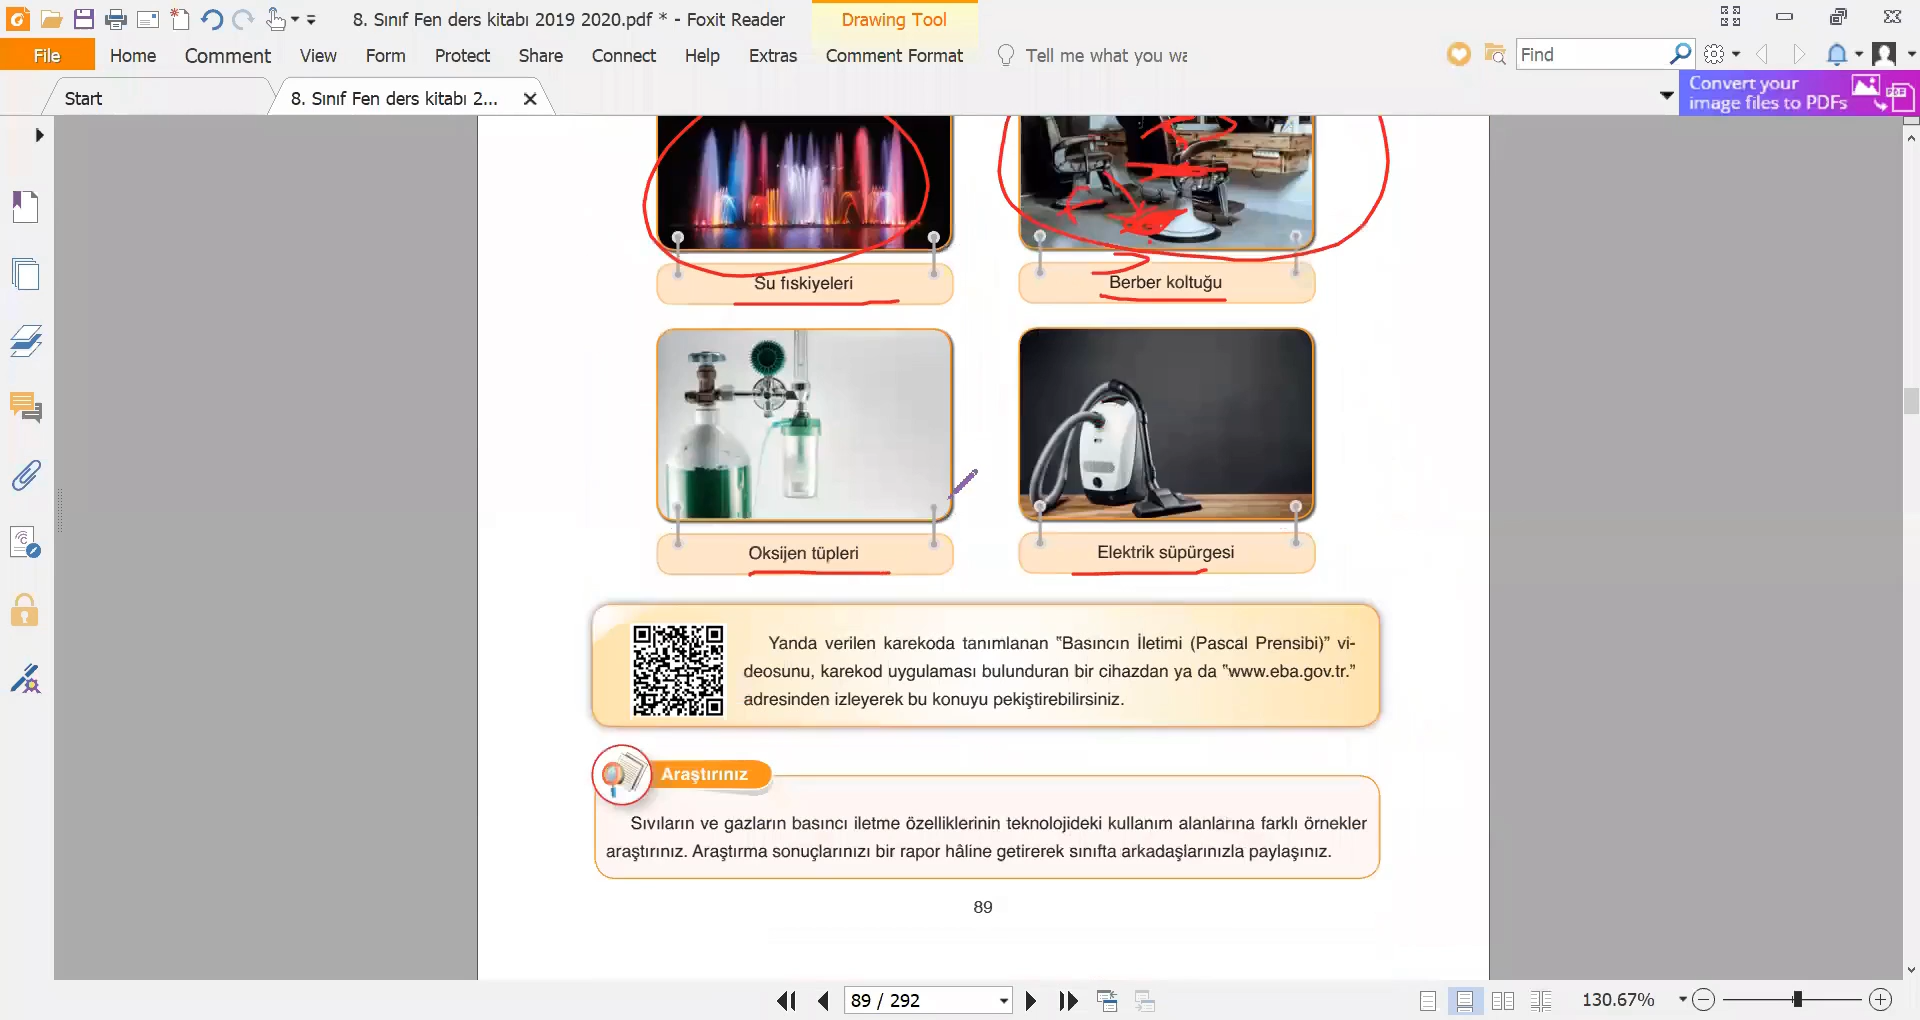 8. Sınıf Fen ders kitabı 2019 2020.pdf * - Foxit Reader
Drawing Tool
File
Home
Comment
View
Form
Protect
Share
Connect
Help
Extras
Comment Format
Tell me what you wa
Find
Start
8. Sınıf Fen ders kitabı 2...
Convert your
image files to PDFs
PDF
Su fıskiyeleri
Berber koltuğu
Oksijen tüpleri
Elektrik süpürgesi
Yanda verilen karekoda tanımlanan "Basıncın İletimi (Pascal Prensibi)" vi-
deosunu, karekod uygulaması bulunduran bir cihazdan ya da "www.eba.gov.tr."
adresinden izleyerek bu konuyu pekiştirebilirsiniz.
Araştırınız
Sıvıların ve gazların basıncı iletme özelliklerinin teknolojideki kullanım alanlarına farklı örnekler
araştırınız. Araştırma sonuçlarınızı bir rapor hâline getirerek sınıfta arkadaşlarınızla paylaşınız.
89
89 / 292
130.67%